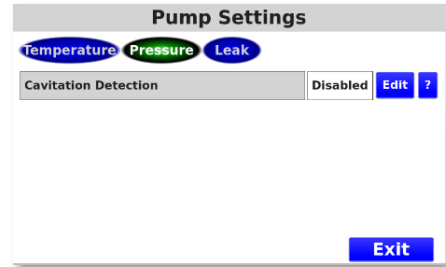 Pump Settings
Temperature Pressure Leak
Cavitation Detection Disabled Edit ?
Exit